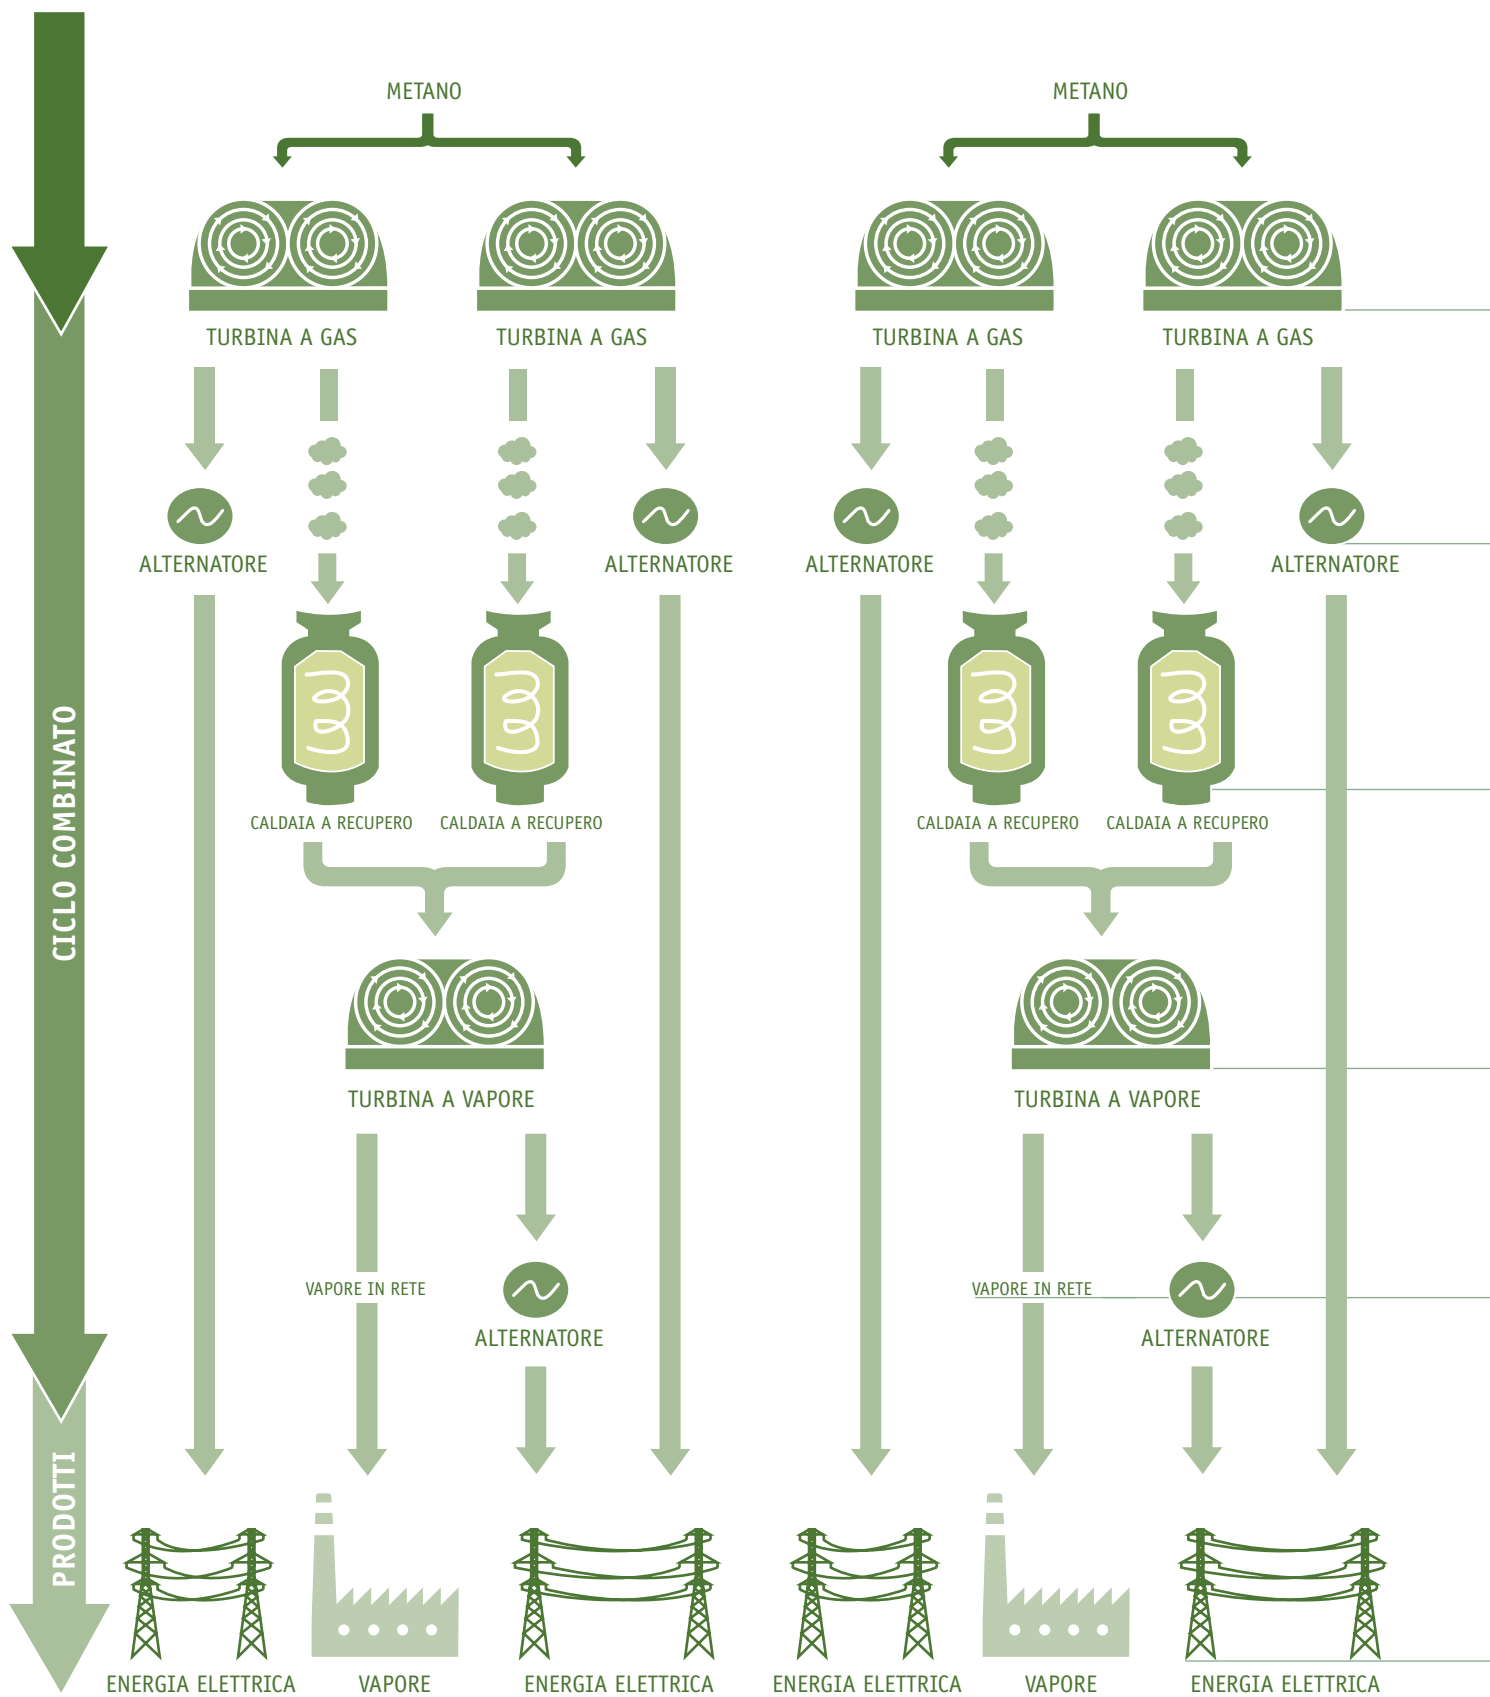 METANO
METANO
TURBINA A GAS
TURBINA A GAS
TURBINA A GAS
TURBINA A GAS
ALTERNATORE
ALTERNATORE
ALTERNATORE
ALTERNATORE
CICLO COMBINATO
CALDAIA A RECUPERO
CALDAIA A RECUPERO
CALDAIA A RECUPERO
CALDAIA A RECUPERO
TURBINA A VAPORE
TURBINA A VAPORE
VAPORE IN RETE
VAPORE IN RETE
ALTERNATORE
ALTERNATORE
PRODOTTI
ENERGIA ELETTRICA
VAPORE
ENERGIA ELETTRICA
ENERGIA ELETTRICA
VAPORE
ENERGIA ELETTRICA